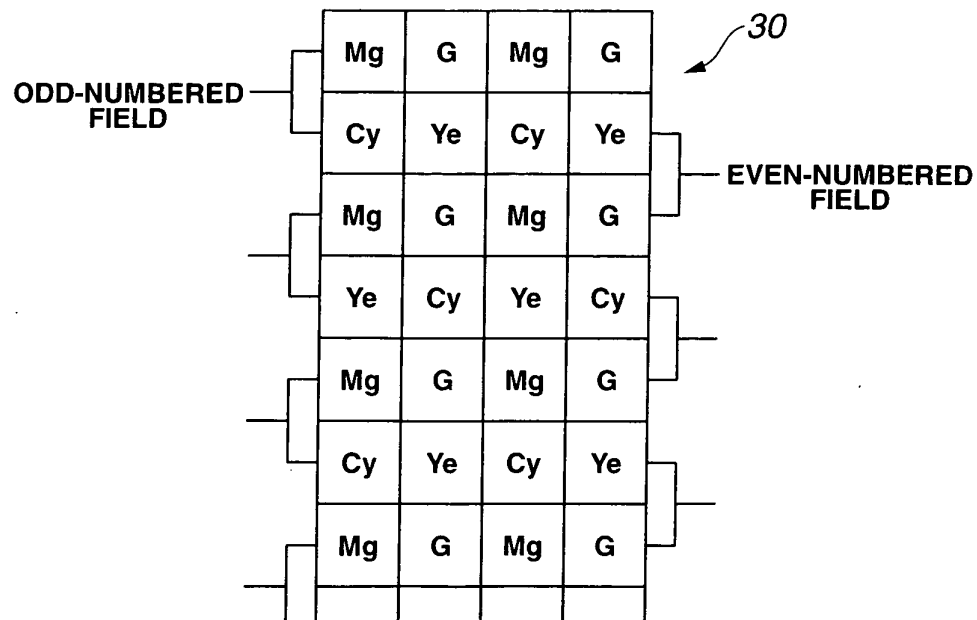 30
Mg G Mg G
ODD-NUMBERED
FIELD
Cy Ye Cy Ye
EVEN-NUMBERED
FIELD
Mg G Mg G
Ye Cy Ye Cy
Mg G Mg G
Cy Ye Cy Ye
Mg G Mg G